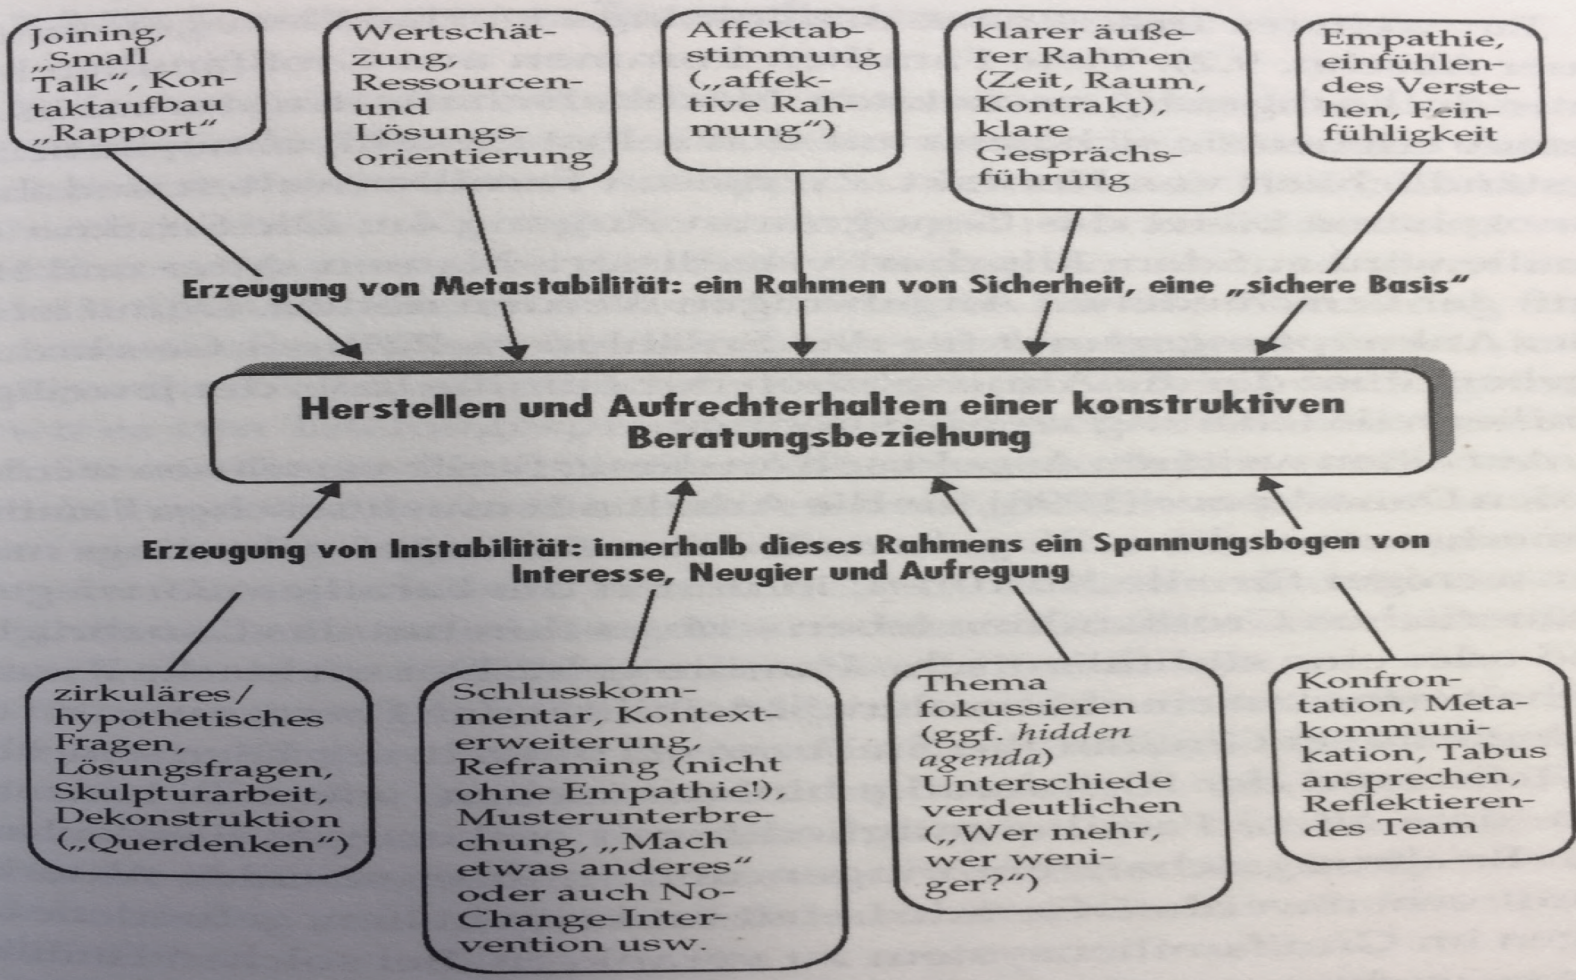 Joining,
„Small
Talk“, Kon-
taktaufbau
„Rapport“
Wertschät-
zung,
Ressourcen-
und
Lösungs-
orientierung
Affektab-
stimmung
(„affek-
tive Rah-
mung“)
klarer äuße-
rer Rahmen
(Zeit, Raum,
Kontrakt),
klare
Gesprächs-
führung
Empathie,
einfühlen-
des Verste-
hen, Fein-
fühligkeit
Erzeugung von Metastabilität: ein Rahmen von Sicherheit, eine „sichere Basis“
Herstellen und Aufrechterhalten einer konstruktiven
Beratungsbeziehung
Erzeugung von Instabilität: innerhalb dieses Rahmens ein Spannungsbogen von
Interesse, Neugier und Aufregung
zirkuläres/
hypothetisches
Fragen,
Lösungsfragen,
Skulpturarbeit,
Dekonstruktion
(„Querdenken“)
Schlusskom-
mentar, Kontext-
erweiterung,
Reframing (nicht
ohne Empathie!),
Musterunterbre-
chung, „Mach
etwas anderes“
oder auch No-
Change-Inter-
vention usw.
Thema
fokussieren
(ggf. hidden
agenda)
Unterschiede
verdeutlichen
(„Wer mehr,
wer weni-
ger?“)
Konfron-
tation, Meta-
kommuni-
kation, Tabus
ansprechen,
Reflektieren-
des Team